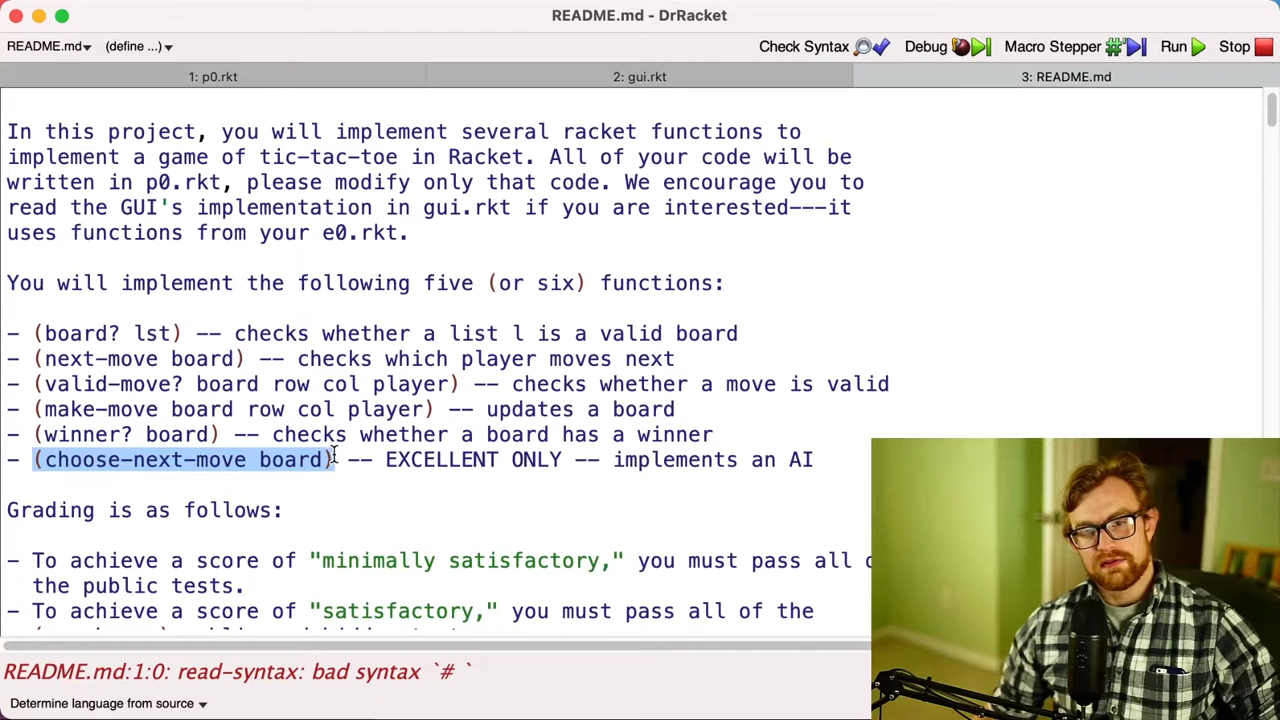 README.md - DrRacket
README.md▾ (define ...)▾ Check Syntax Debug Macro Stepper Run Stop
1: p0.rkt 2: gui.rkt 3: README.md
In this project, you will implement several racket functions to
implement a game of tic-tac-toe in Racket. All of your code will be
written in p0.rkt, please modify only that code. We encourage you to
read the GUI's implementation in gui.rkt if you are interested---it
uses functions from your e0.rkt.
You will implement the following five (or six) functions:
- (board? lst) -- checks whether a list l is a valid board
- (next-move board) -- checks which player moves next
- (valid-move? board row col player) -- checks whether a move is valid
- (make-move board row col player) -- updates a board
- (winner? board) -- checks whether a board has a winner
- (choose-next-move board) -- EXCELLENT ONLY -- implements an AI
Grading is as follows:
- To achieve a score of "minimally satisfactory," you must pass all
the public tests.
- To achieve a score of "satisfactory," you must pass all of the
README.md:1:0: read-syntax: bad syntax `# `
Determine language from source ▾